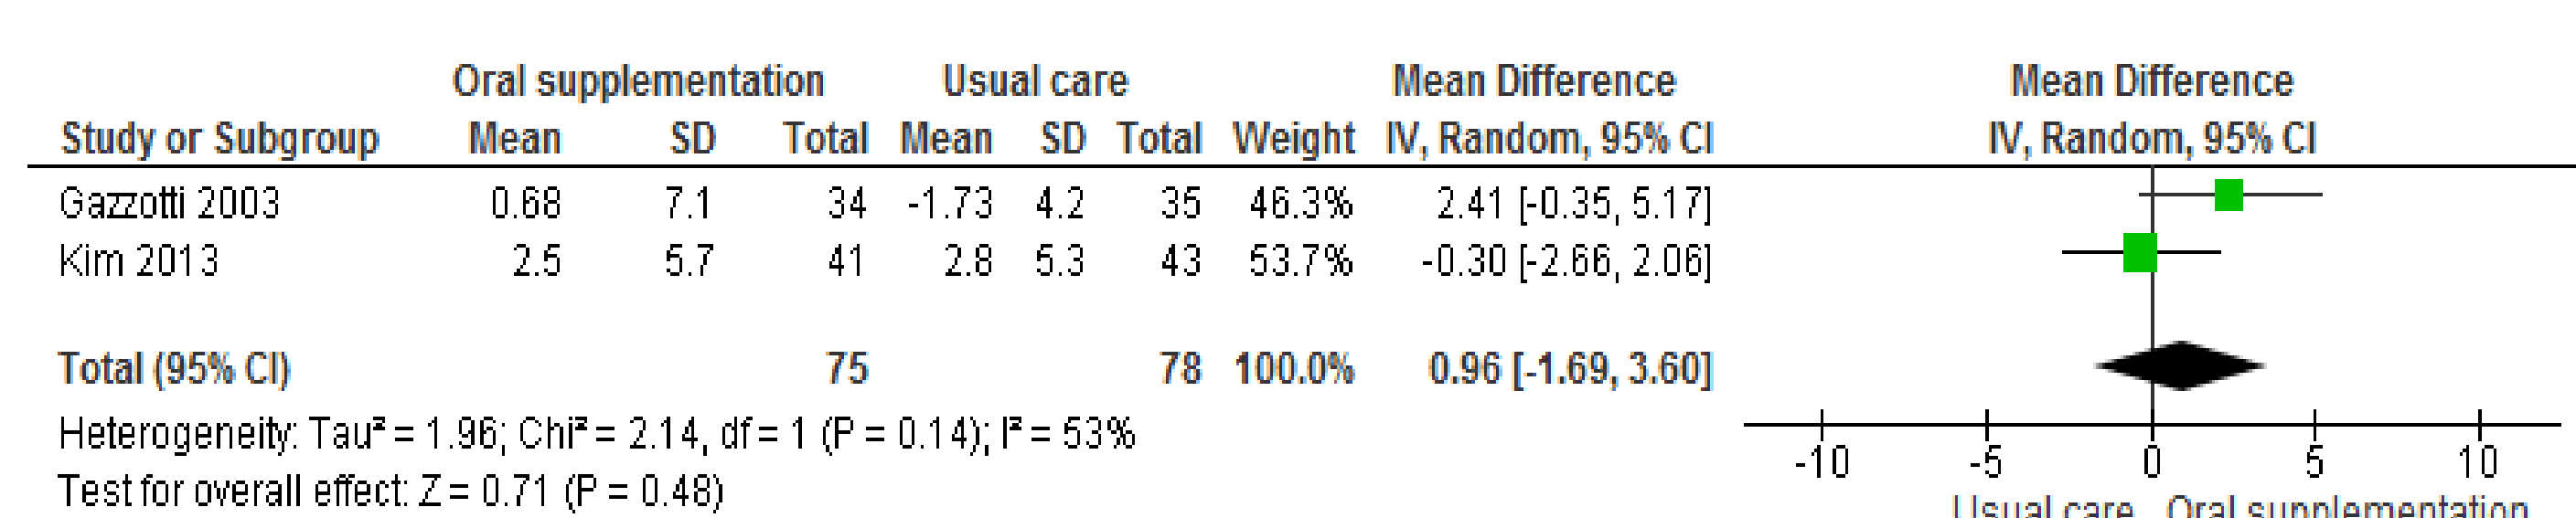 Oral supplementation Usual care Mean Difference Mean Difference
Study or Subgroup Mean SD Total Mean SD Total Weight IV, Random, 95% CI IV, Random, 95% CI
Gazzotti 2003 0.68 7.1 34 -1.73 4.2 35 46.3% 2.41 [-0.35, 5.17]
Kim 2013 2.5 5.7 41 2.8 5.3 43 53.7% -0.30 [-2.66, 2.06]
Total (95% CI) 75 78 100.0% 0.96 [-1.69, 3.60]
Heterogeneity: Tau² = 1.96; Chi² = 2.14, df = 1 (P = 0.14); I² = 53%
Test for overall effect: Z = 0.71 (P = 0.48)
-10 -5 0 5 10
Usual care Oral supplementation